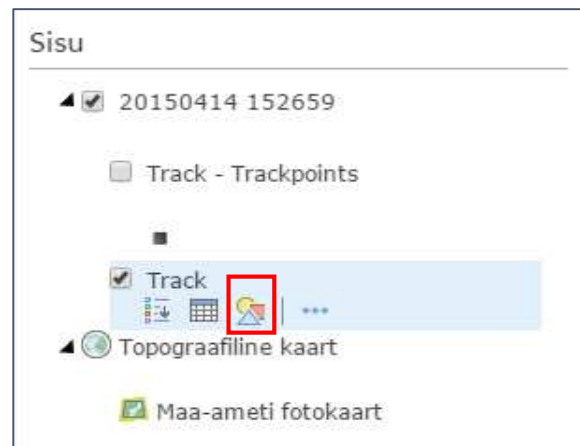 Sisu
20150414 152659
Track - Trackpoints
Track
Topograafiline kaart
Maa-ameti fotokaart